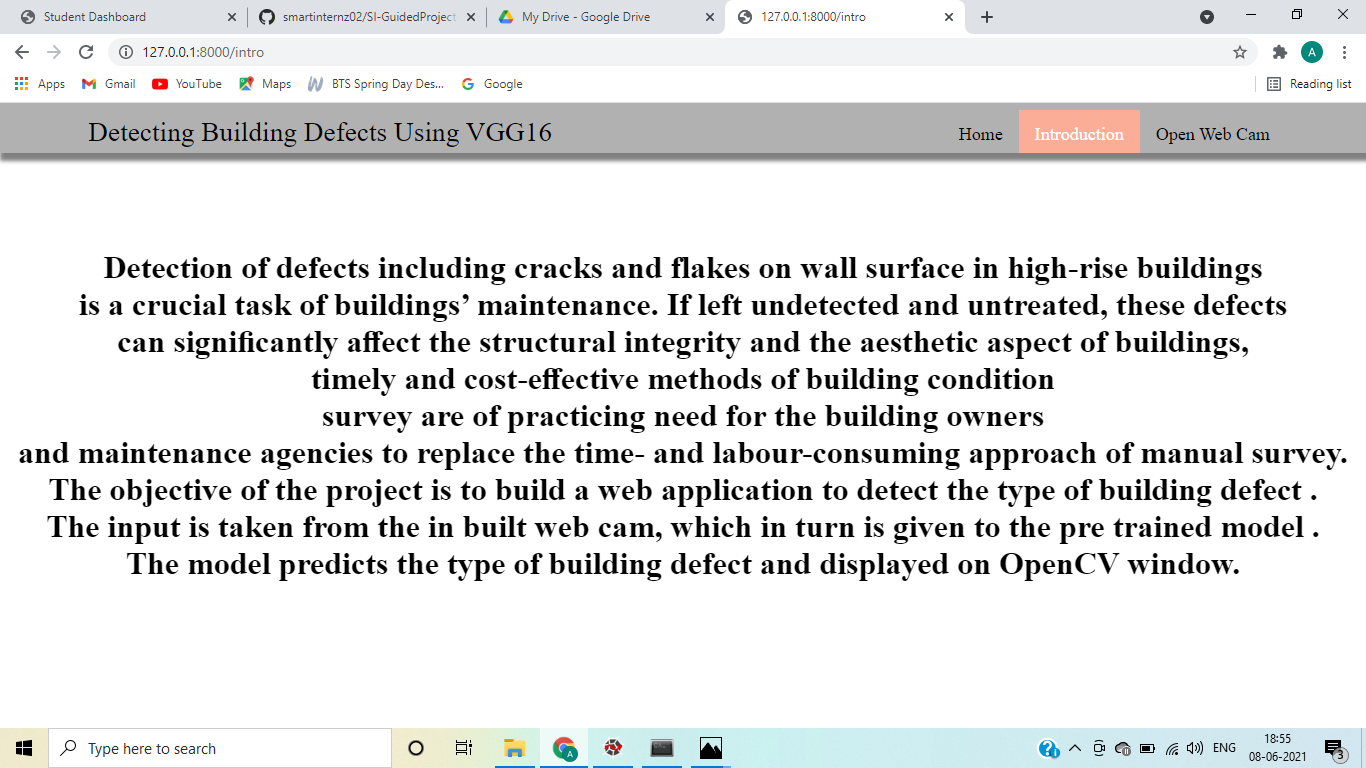 Student Dashboard
smartinternz02/SI-GuidedProject
My Drive - Google Drive
127.0.0.1:8000/intro
127.0.0.1:8000/intro
A
Apps
Gmail
YouTube
Maps
BTS Spring Day Des...
Google
Reading list
Detecting Building Defects Using VGG16
Home
Introduction
Open Web Cam
Detection of defects including cracks and flakes on wall surface in high-rise buildings
is a crucial task of buildings’ maintenance. If left undetected and untreated, these defects
can significantly affect the structural integrity and the aesthetic aspect of buildings,
timely and cost-effective methods of building condition
survey are of practicing need for the building owners
and maintenance agencies to replace the time- and labour-consuming approach of manual survey.
The objective of the project is to build a web application to detect the type of building defect .
The input is taken from the in built web cam, which in turn is given to the pre trained model .
The model predicts the type of building defect and displayed on OpenCV window.
Type here to search
A
ENG
18:55
08-06-2021
3